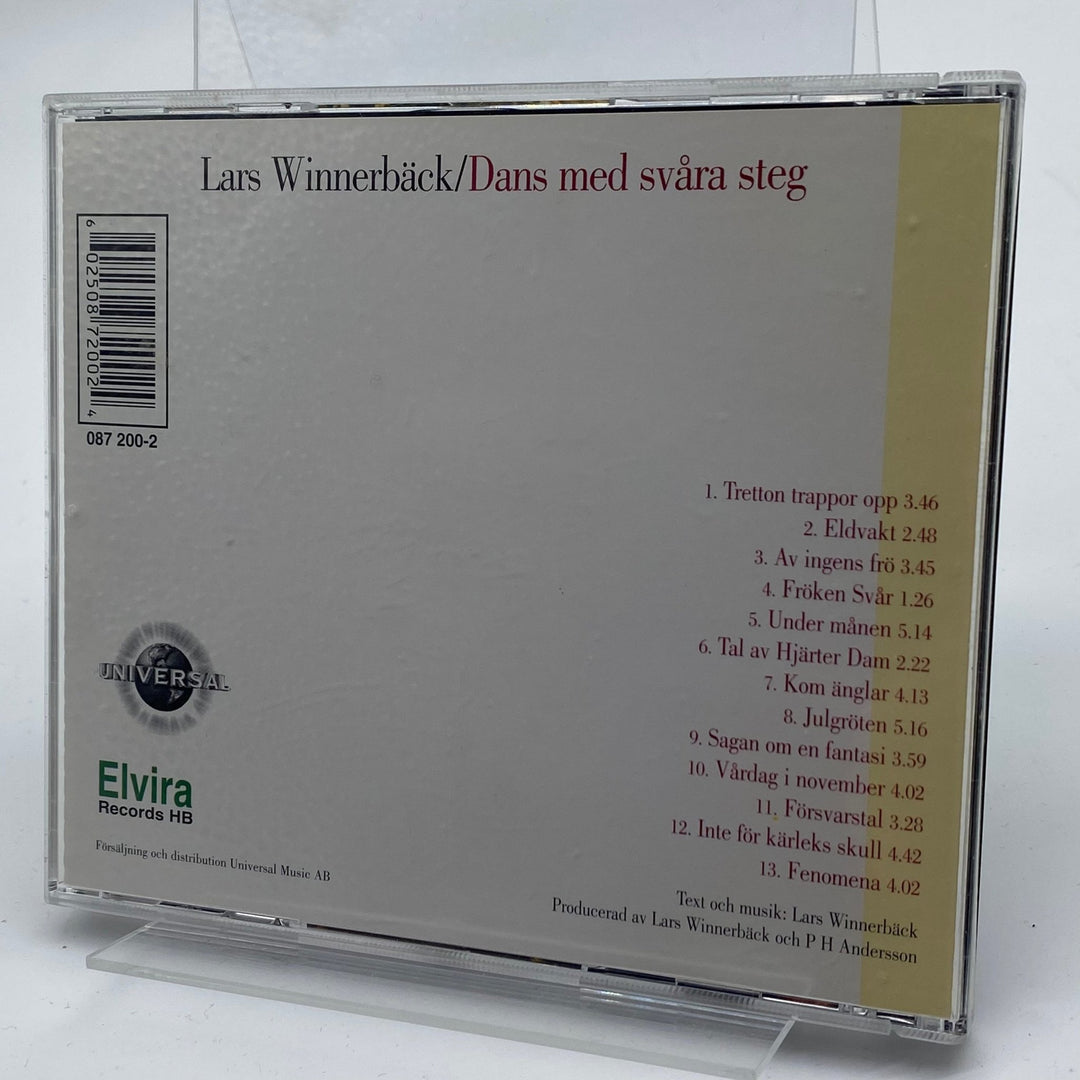 Lars Winnerbäck/Dans med svåra steg
6 02508 72002 4
087 200-2
1. Tretton trappor opp 3.46
2. Eldvakt 2.48
3. Av ingens frö 3.45
4. Fröken Svår 1.26
5. Under månen 5.14
6. Tal av Hjärter Dam 2.22
7. Kom änglar 4.13
8. Julgröten 5.16
9. Sagan om en fantasi 3.59
10. Vårdag i november 4.02
11. Försvarstal 3.28
12. Inte för kärleks skull 4.42
13. Fenomena 4.02
Text och musik: Lars Winnerbäck
Producerad av Lars Winnerbäck och P H Andersson
UNIVERSAL
Elvira
Records HB
Försäljning och distribution Universal Music AB